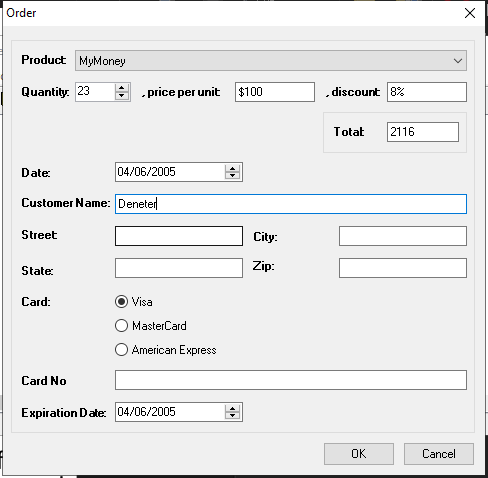 Order
Product: MyMoney
Quantity: 23 , price per unit: $100 , discount: 8%
Total: 2116
Date: 04/06/2005
Customer Name: Deneter
Street: City:
State: Zip:
Card: Visa
MasterCard
American Express
Card No
Expiration Date: 04/06/2005
OK Cancel